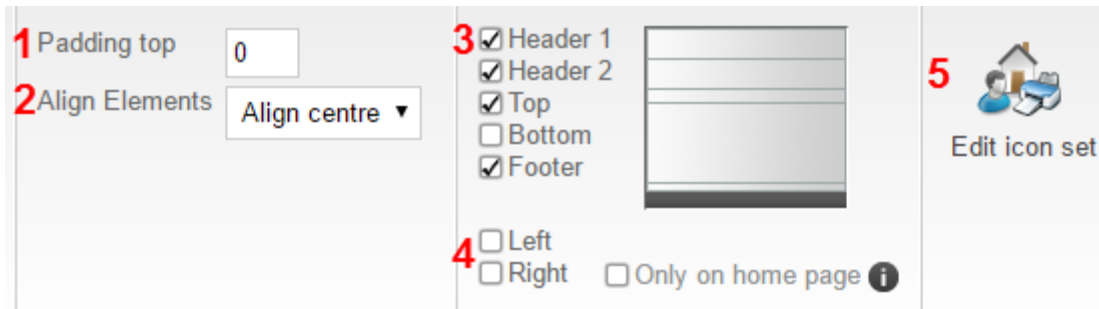 1 Padding top 0
2 Align Elements Align centre ▼
3 Header 1
Header 2
Top
Bottom
Footer
4 Left
Right Only on home page i
5
Edit icon set